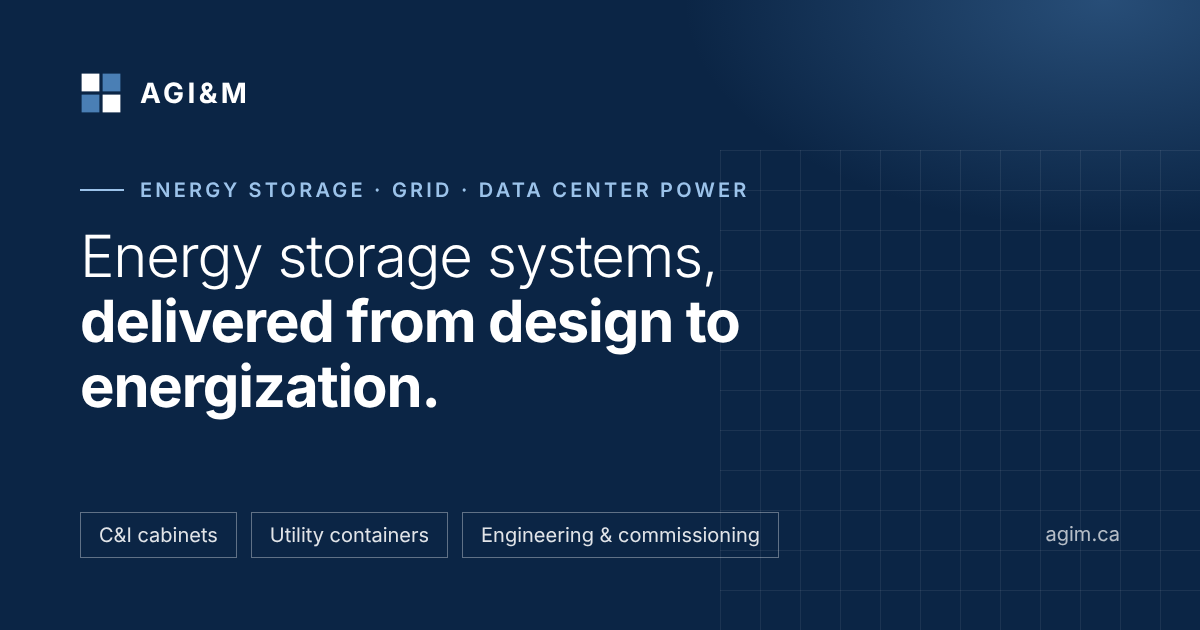 AGI&M
ENERGY STORAGE · GRID · DATA CENTER POWER
Energy storage systems,
delivered from design to
energization.
C&I cabinets
Utility containers
Engineering & commissioning
agim.ca